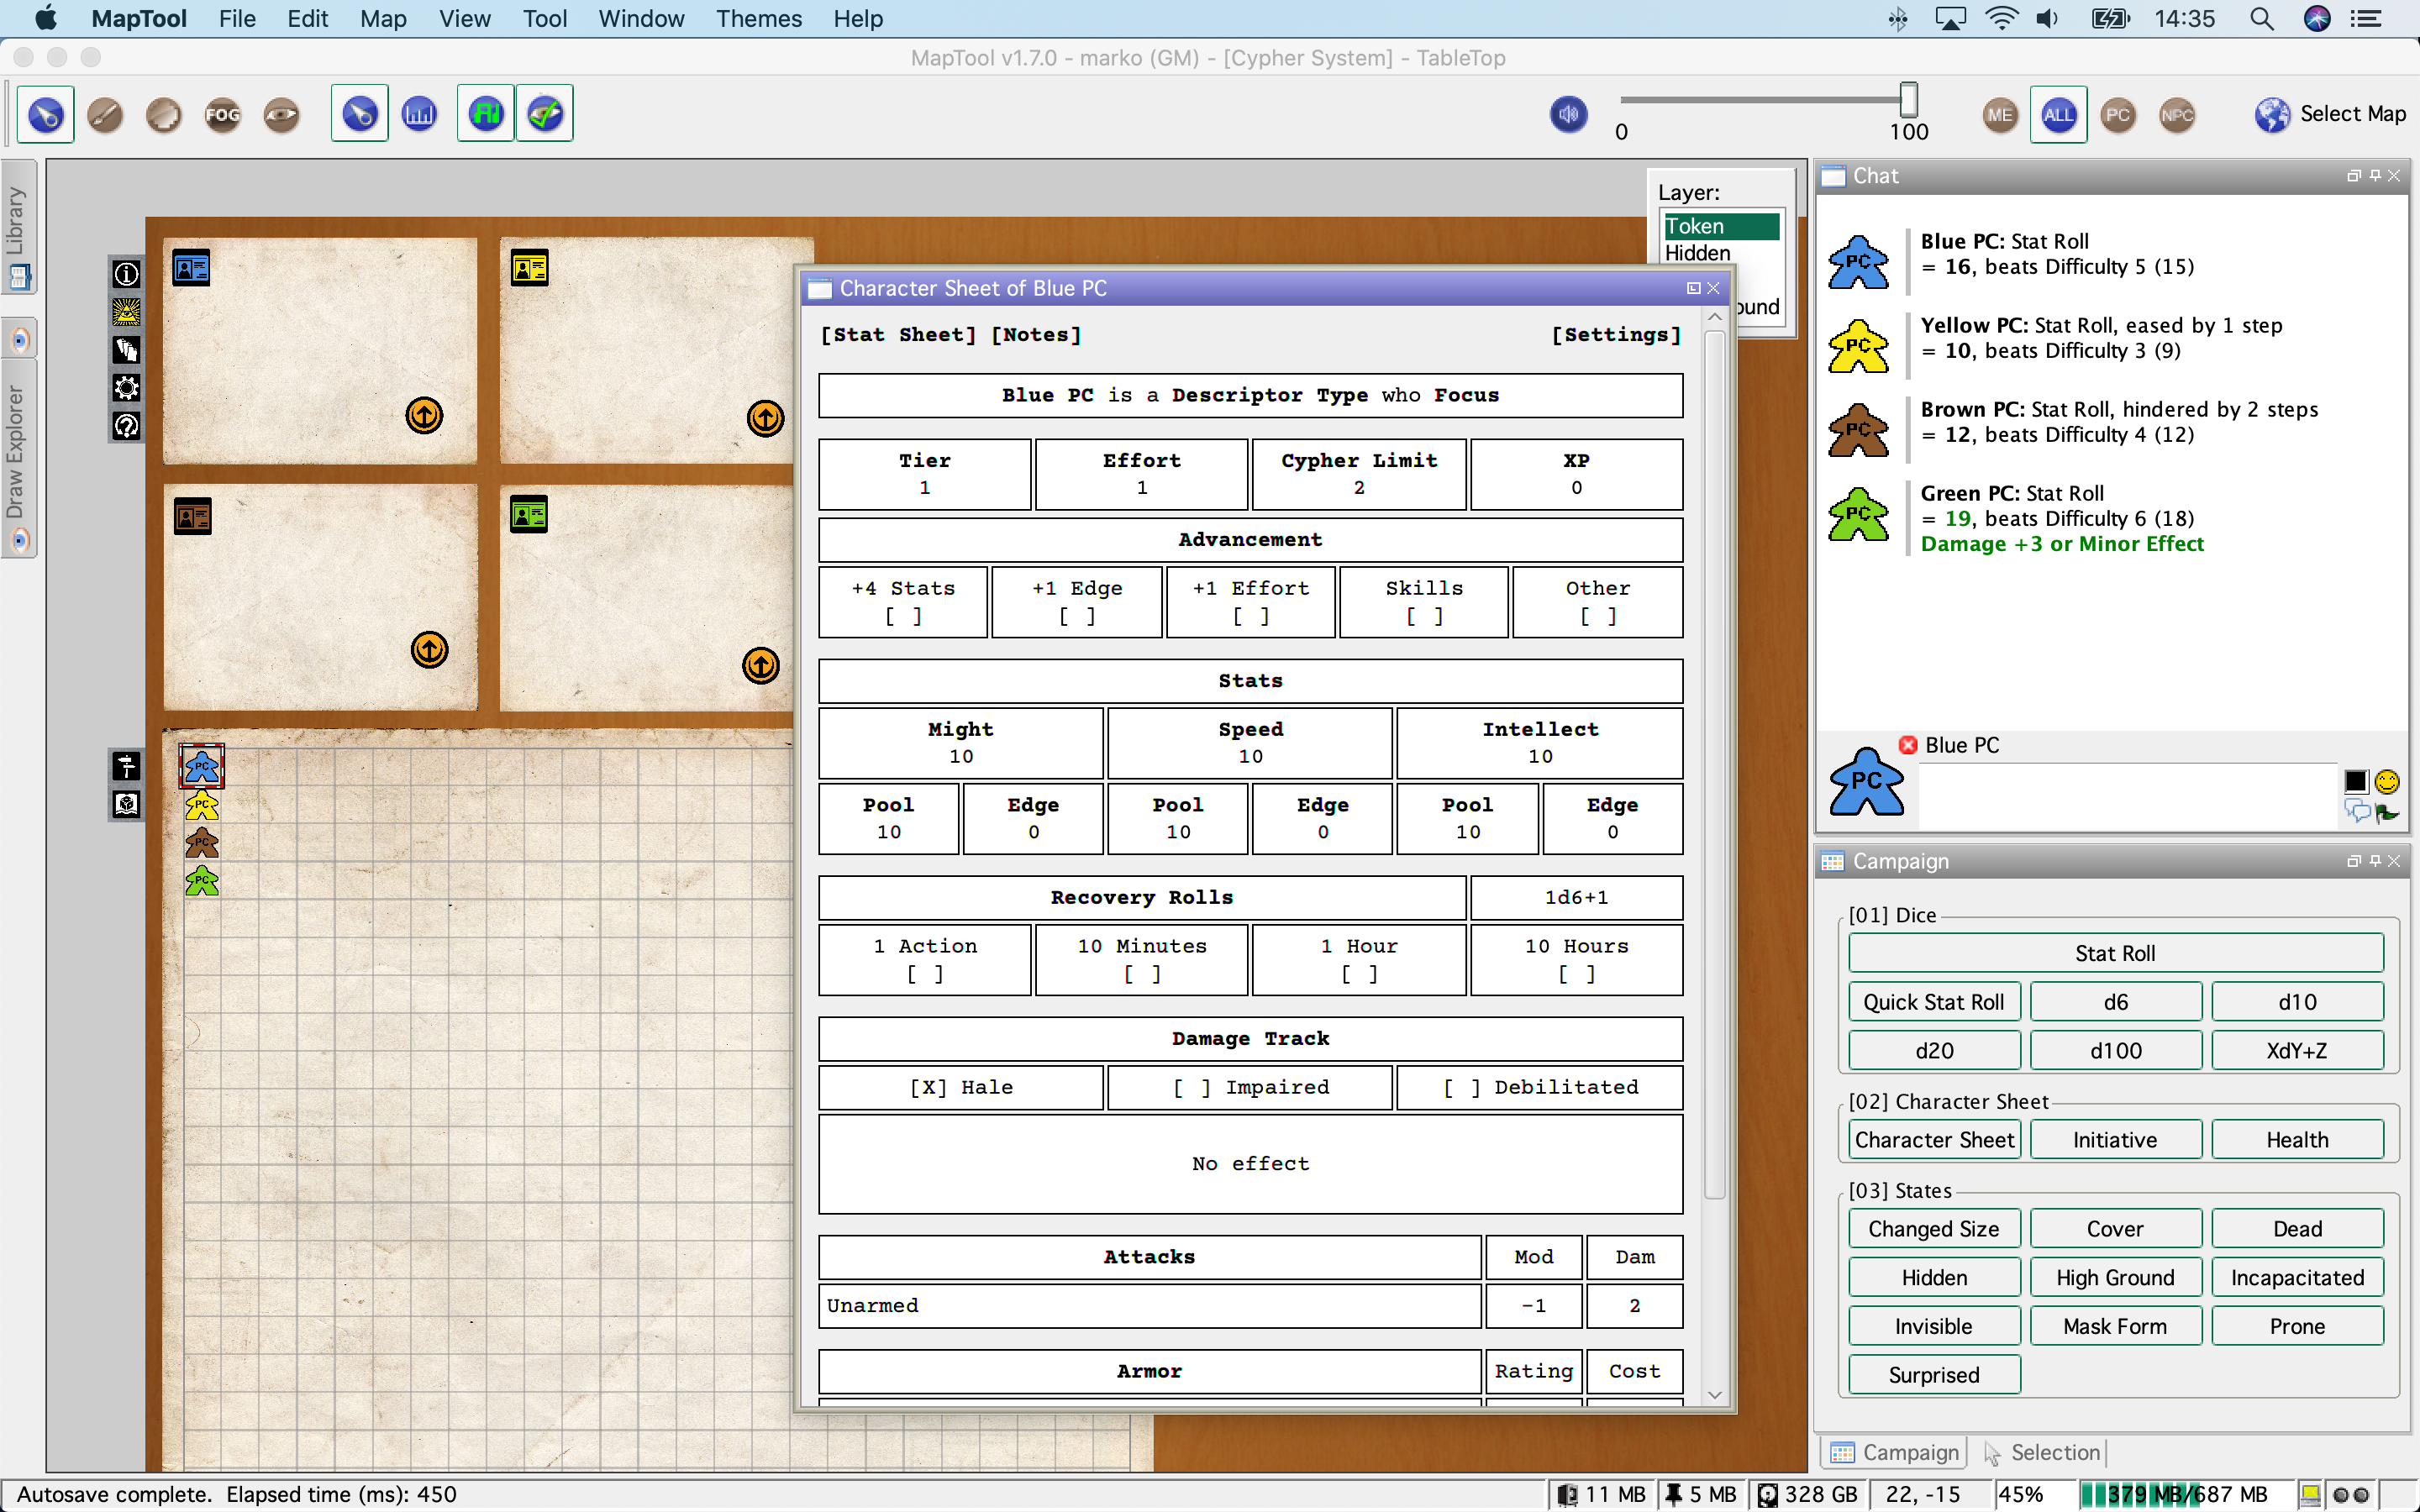 MapTool File Edit Map View Tool Window Themes Help 14:35
MapTool v1.7.0 - marko (GM) - [Cypher System] - TableTop
FOG
0
100
ME
ALL
PC
NPC
Select Map
Library
Draw Explorer
Layer:
Token
Hidden
ound
Character Sheet of Blue PC
[Stat Sheet] [Notes] [Settings]
Blue PC is a Descriptor Type who Focus
Tier Effort Cypher Limit XP
1 1 2 0
Advancement
+4 Stats +1 Edge +1 Effort Skills Other
[ ] [ ] [ ] [ ] [ ]
Stats
Might Speed Intellect
10 10 10
Pool Edge Pool Edge Pool Edge
10 0 10 0 10 0
Recovery Rolls 1d6+1
1 Action 10 Minutes 1 Hour 10 Hours
[ ] [ ] [ ] [ ]
Damage Track
[X] Hale [ ] Impaired [ ] Debilitated
No effect
Attacks Mod Dam
Unarmed -1 2
Armor Rating Cost
PC
PC
PC
PC
Chat
PC
Blue PC: Stat Roll
= 16, beats Difficulty 5 (15)
PC
Yellow PC: Stat Roll, eased by 1 step
= 10, beats Difficulty 3 (9)
PC
Brown PC: Stat Roll, hindered by 2 steps
= 12, beats Difficulty 4 (12)
PC
Green PC: Stat Roll
= 19, beats Difficulty 6 (18)
Damage +3 or Minor Effect
Blue PC
PC
Campaign
[01] Dice
Stat Roll
Quick Stat Roll d6 d10
d20 d100 XdY+Z
[02] Character Sheet
Character Sheet Initiative Health
[03] States
Changed Size Cover Dead
Hidden High Ground Incapacitated
Invisible Mask Form Prone
Surprised
Campaign Selection
Autosave complete. Elapsed time (ms): 450 11 MB 5 MB 328 GB 22, -15 45% 379 MB/687 MB